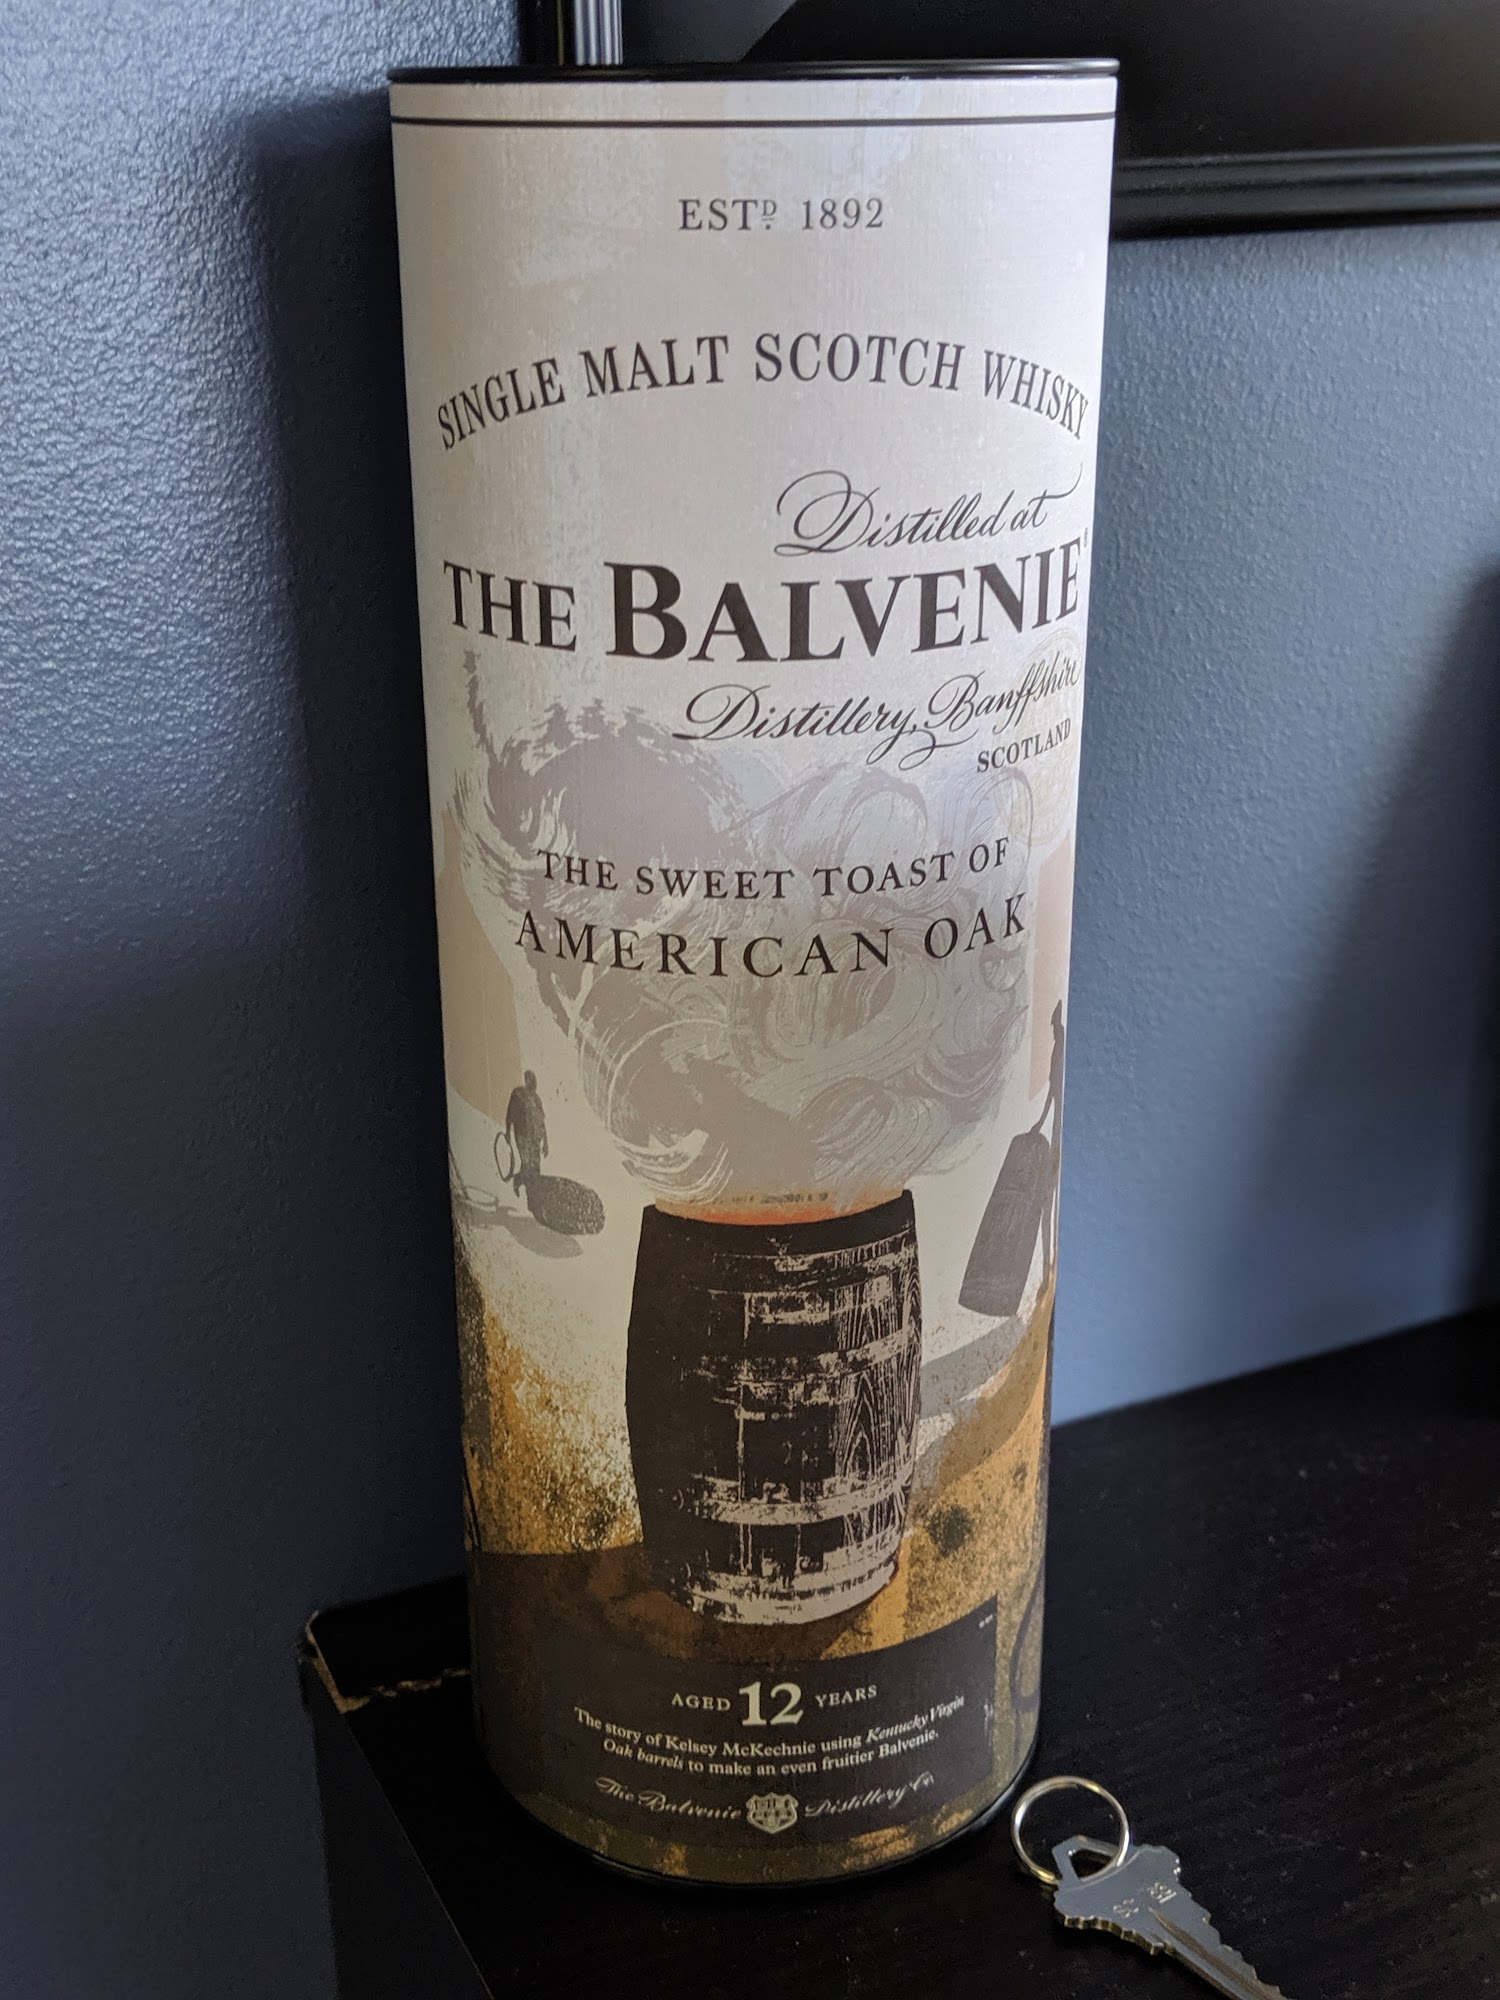 ESTD 1892
SINGLE MALT SCOTCH WHISKY
Distilled at
THE BALVENIE®
Distillery, Banffshire
SCOTLAND
THE SWEET TOAST OF
AMERICAN OAK
AGED 12 YEARS
The story of Kelsey McKechnie using Kentucky Virgin
Oak barrels to make an even fruitier Balvenie.
The Balvenie Distillery Co.